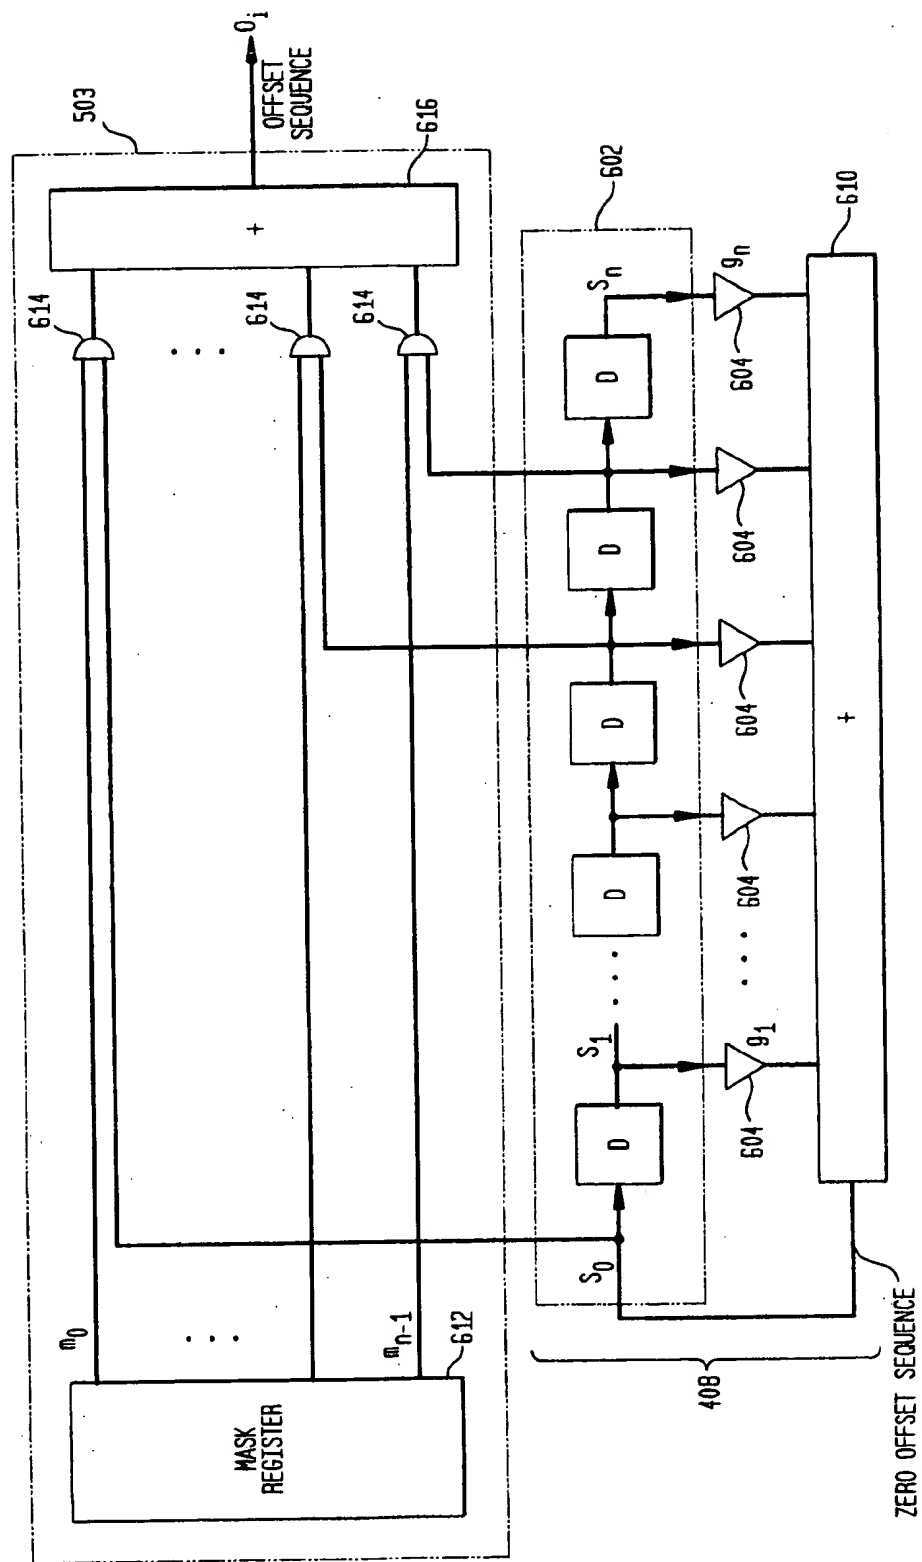 503
O_i
OFFSET
SEQUENCE
616
+
614
614
614
. . .
m_0
. . .
m_{n-1}
612
MASK
REGISTER
602
S_0
D
S_1
. . . .
D
D
D
D
S_n
g_1
604
. . .
604
604
604
g_n
604
610
+
408
ZERO OFFSET SEQUENCE